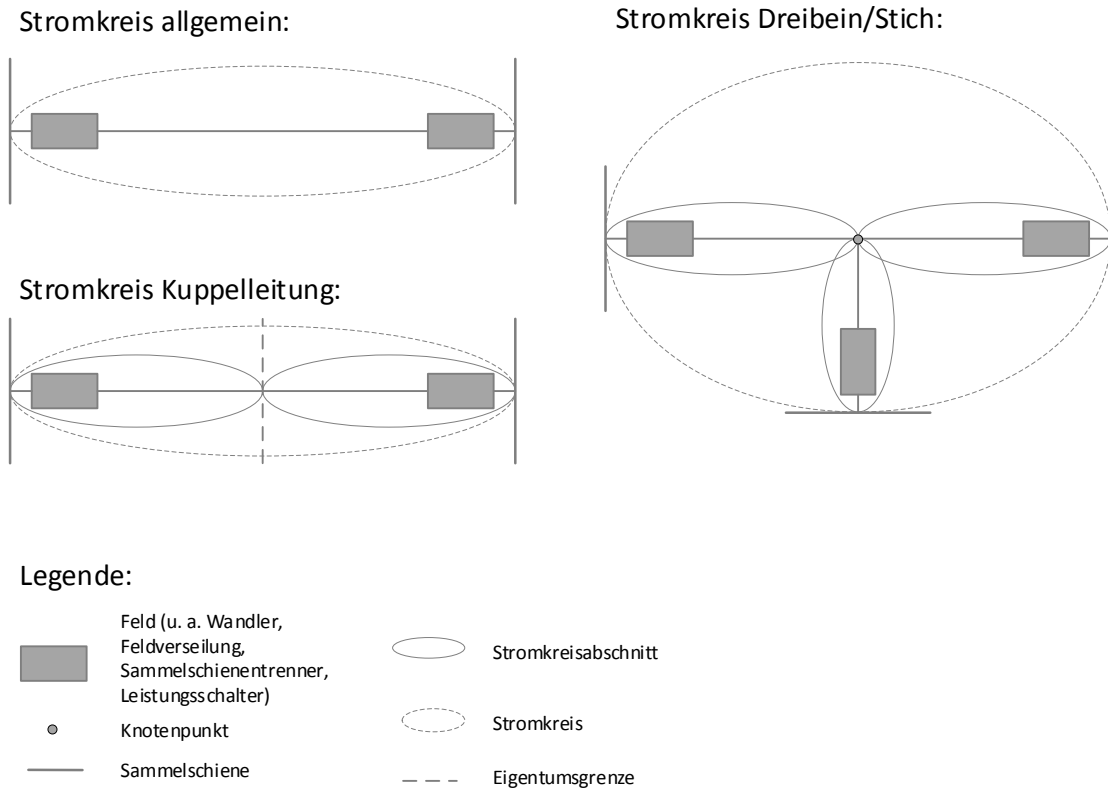 Stromkreis allgemein:
Stromkreis Dreibein/Stich:
Stromkreis Kuppelleitung:
Legende:
Feld (u. a. Wandler,
Feldverseilung,
Sammelschienentrenner,
Leistungsschalter)
Knotenpunkt
Sammelschiene
Stromkreisabschnitt
Stromkreis
Eigentumsgrenze